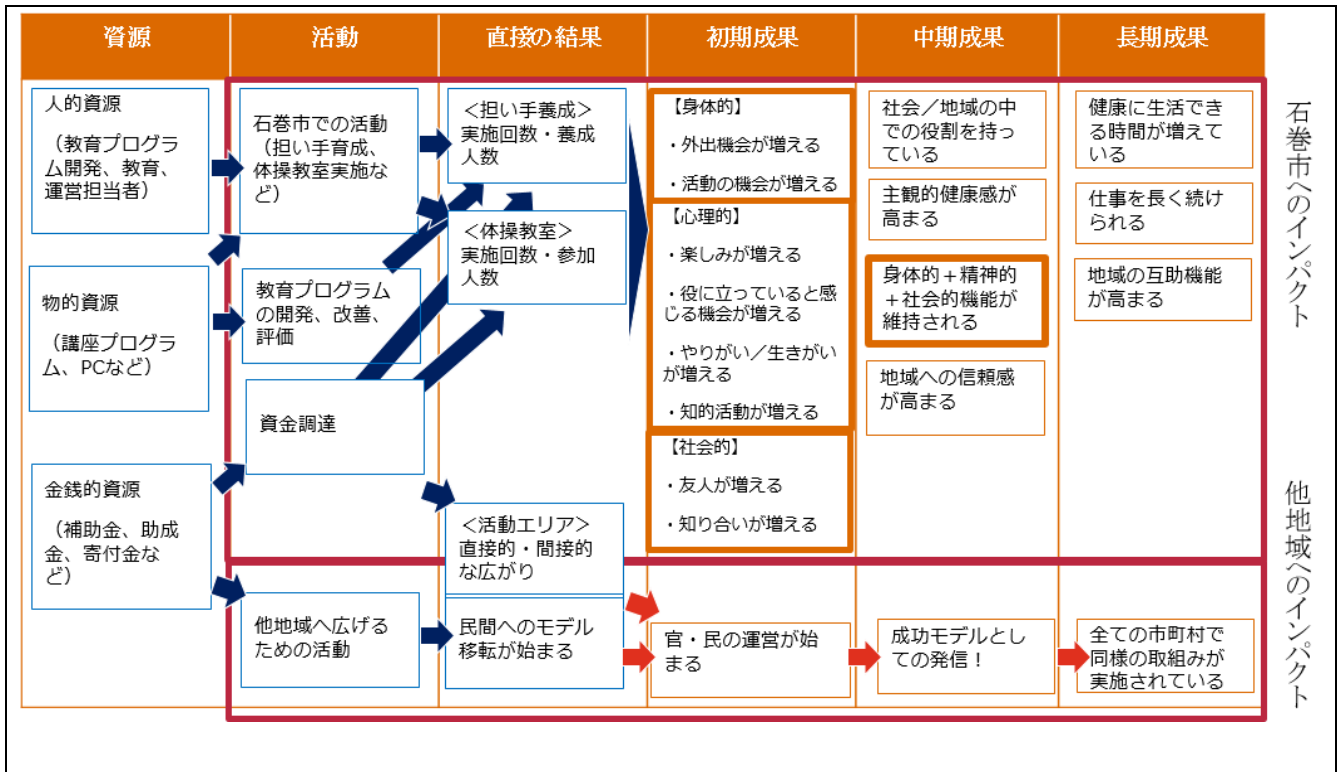 資源
活動
直接の結果
初期成果
中期成果
長期成果
人的資源
（教育プログラ
ム開発、教育、
運営担当者）
物的資源
（講座プログラ
ム、PCなど）
金銭的資源
（補助金、助成
金、寄付金な
ど）
石巻市での活動
（担い手育成、
体操教室実施な
ど）
教育プログラム
の開発、改善、
評価
資金調達
他地域へ広げる
ための活動
＜担い手養成＞
実施回数・養成
人数
＜体操教室＞
実施回数・参加
人数
＜活動エリア＞
直接的・間接的
な広がり
民間へのモデル
移転が始まる
【身体的】
・外出機会が増える
・活動の機会が増える
【心理的】
・楽しみが増える
・役に立っていると感
じる機会が増える
・やりがい／生きがい
が増える
・知的活動が増える
【社会的】
・友人が増える
・知り合いが増える
官・民の運営が始
まる
社会／地域の中
での役割を持っ
ている
主観的健康感が
高まる
身体的＋精神的
＋社会的機能が
維持される
地域への信頼感
が高まる
成功モデルとし
ての発信！
健康に生活でき
る時間が増えて
いる
仕事を長く続け
られる
地域の互助機能
が高まる
全ての市町村で
同様の取組みが
実施されている
石巻市へのインパクト
他地域へのインパクト